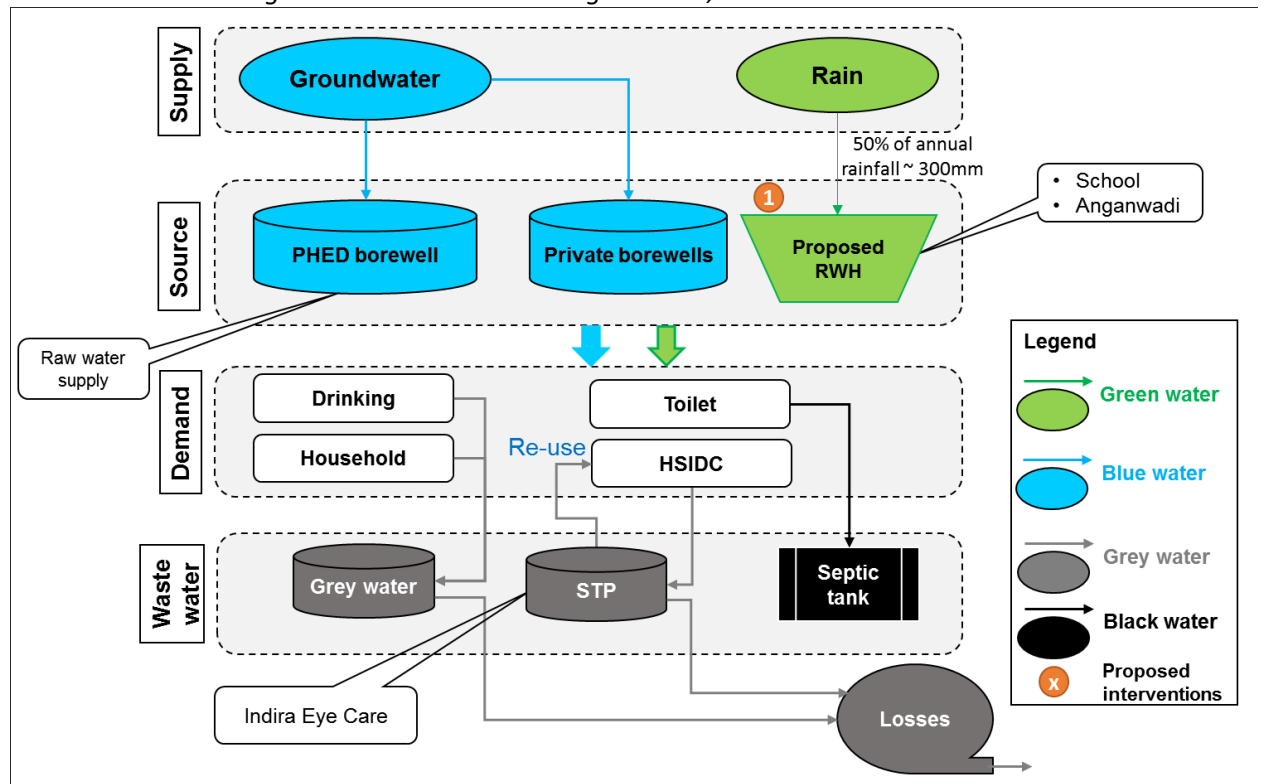 Supply
Groundwater
Rain
50% of annual
rainfall ~ 300mm
Source
PHED borewell
Private borewells
1
Proposed
RWH
• School
• Anganwadi
Raw water
supply
Demand
Drinking
Household
Toilet
Re-use
HSIDC
Waste
water
Grey water
STP
Septic
tank
Indira Eye Care
Losses
Legend
Green water
Blue water
Grey water
Black water
x
Proposed
interventions